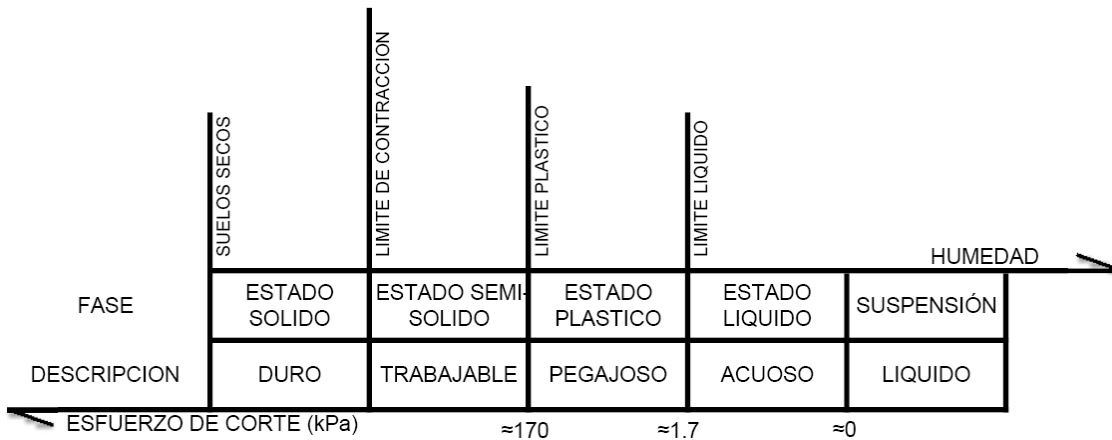 SUELOS SECOS
LIMITE DE CONTRACCION
LIMITE PLASTICO
LIMITE LIQUIDO
HUMEDAD
FASE
ESTADO
SOLIDO
ESTADO SEMI-
SOLIDO
ESTADO
PLASTICO
ESTADO
LIQUIDO
SUSPENSIÓN
DESCRIPCION
DURO
TRABAJABLE
PEGAJOSO
ACUOSO
LIQUIDO
ESFUERZO DE CORTE (kPa)
≈170
≈1.7
≈0